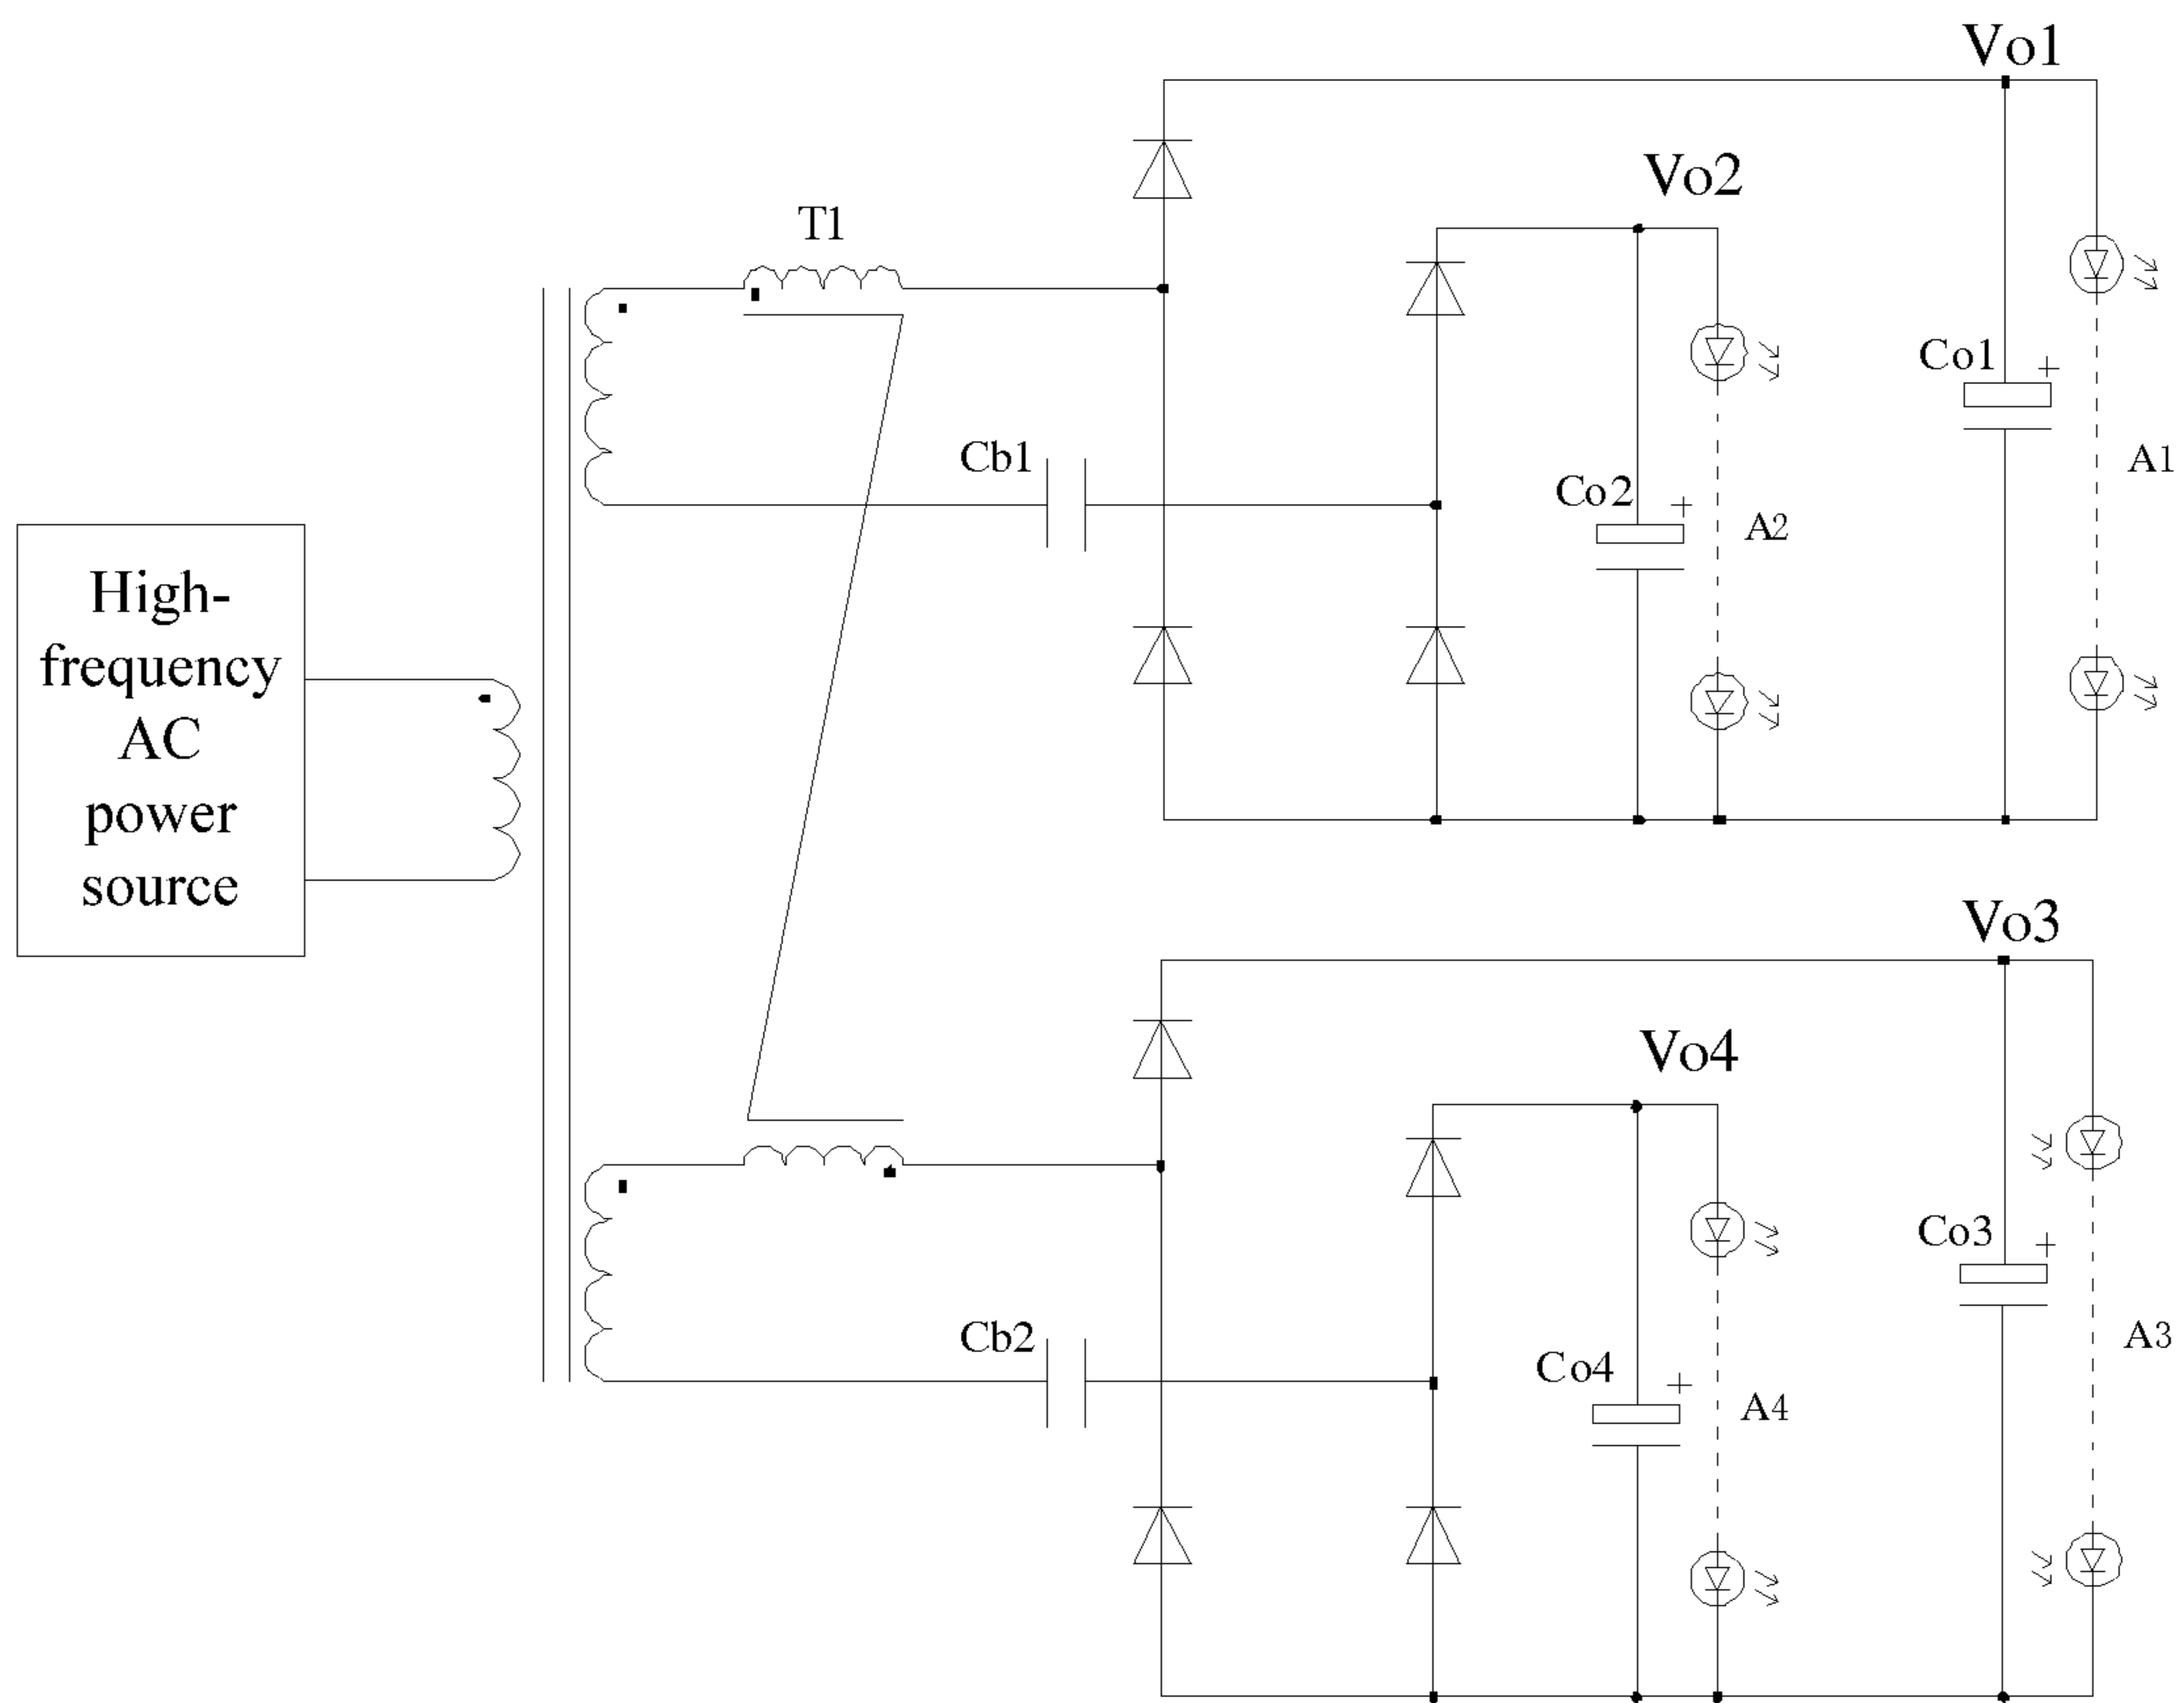 Vo1
Vo2
T1
Co1
Cb1
A1
Co2
A2
High-
frequency
AC
power
source
Vo3
Vo4
Co3
Cb2
A3
Co4
A4